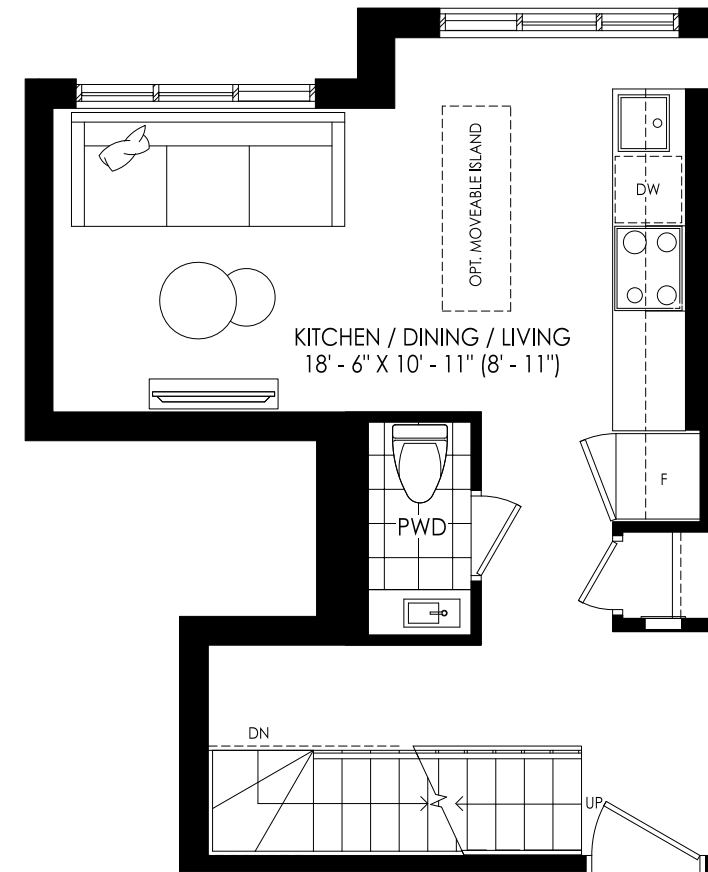 OPT. MOVEABLE ISLAND
DW
KITCHEN / DINING / LIVING
18' - 6" X 10' - 11" (8' - 11")
F
PWD
DN
UP